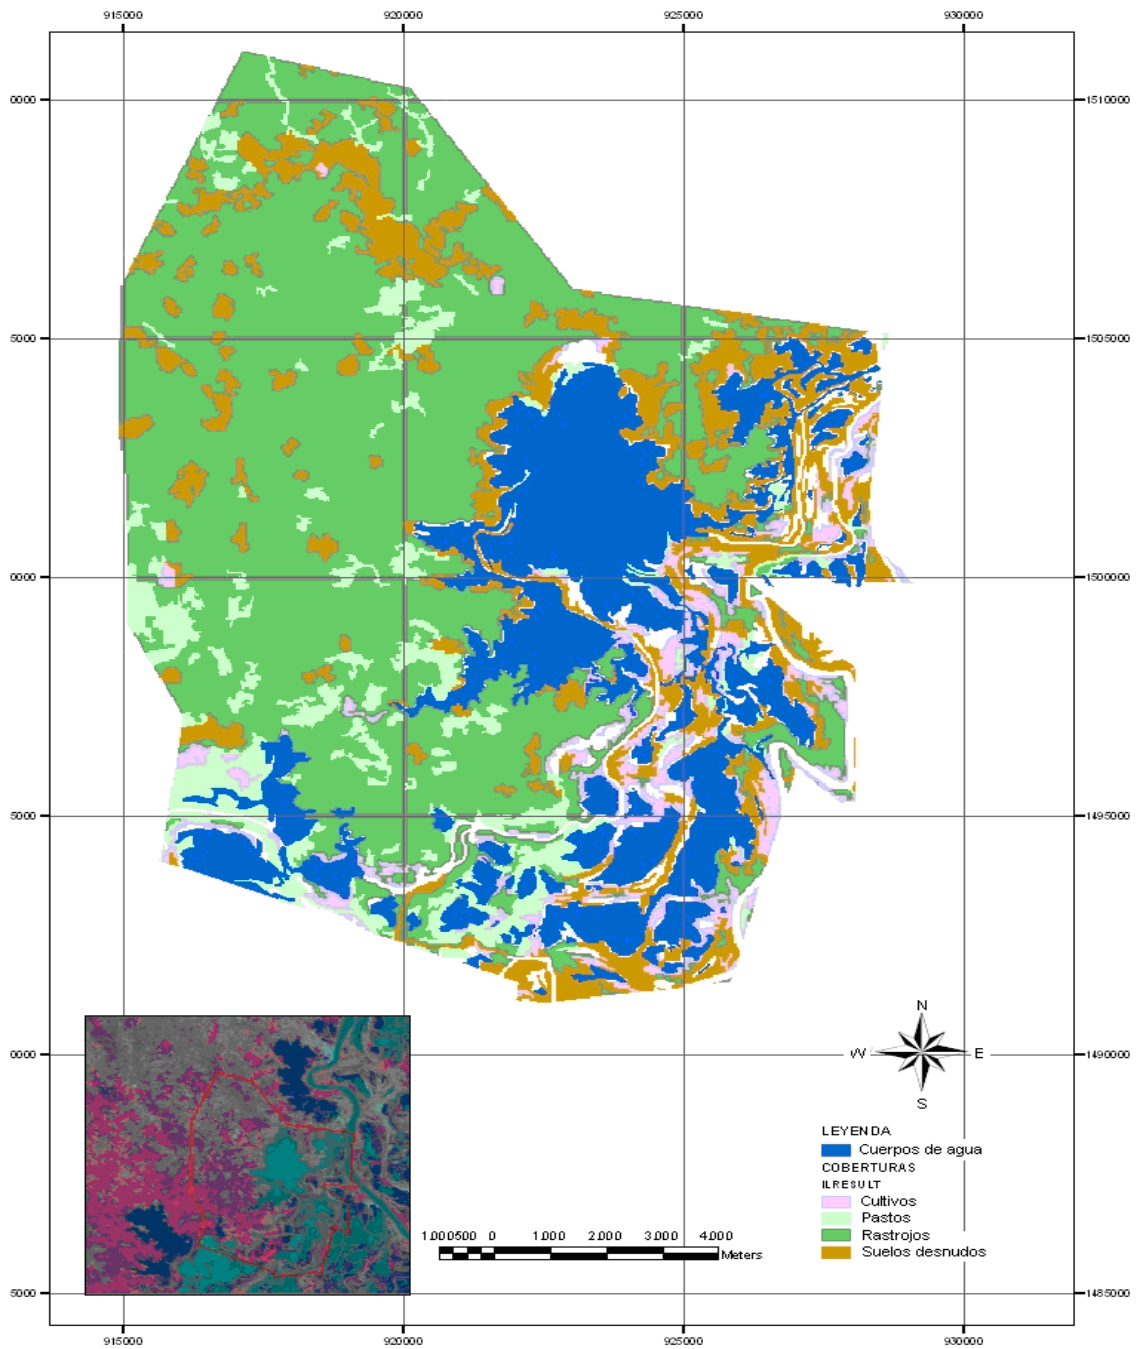 915000 920000 925000 930000
0000 1510000
5000 1505000
0000 1500000
5000 1495000
0000 1490000
N
W E
S
LEYENDA
Cuerpos de agua
COBERTURAS
ILRESULT
Cultivos
Pastos
Rastrojos
Suelos desnudos
1.000500 0 1.000 2.000 3.000 4.000
Meters
5000 1485000
915000 920000 925000 930000